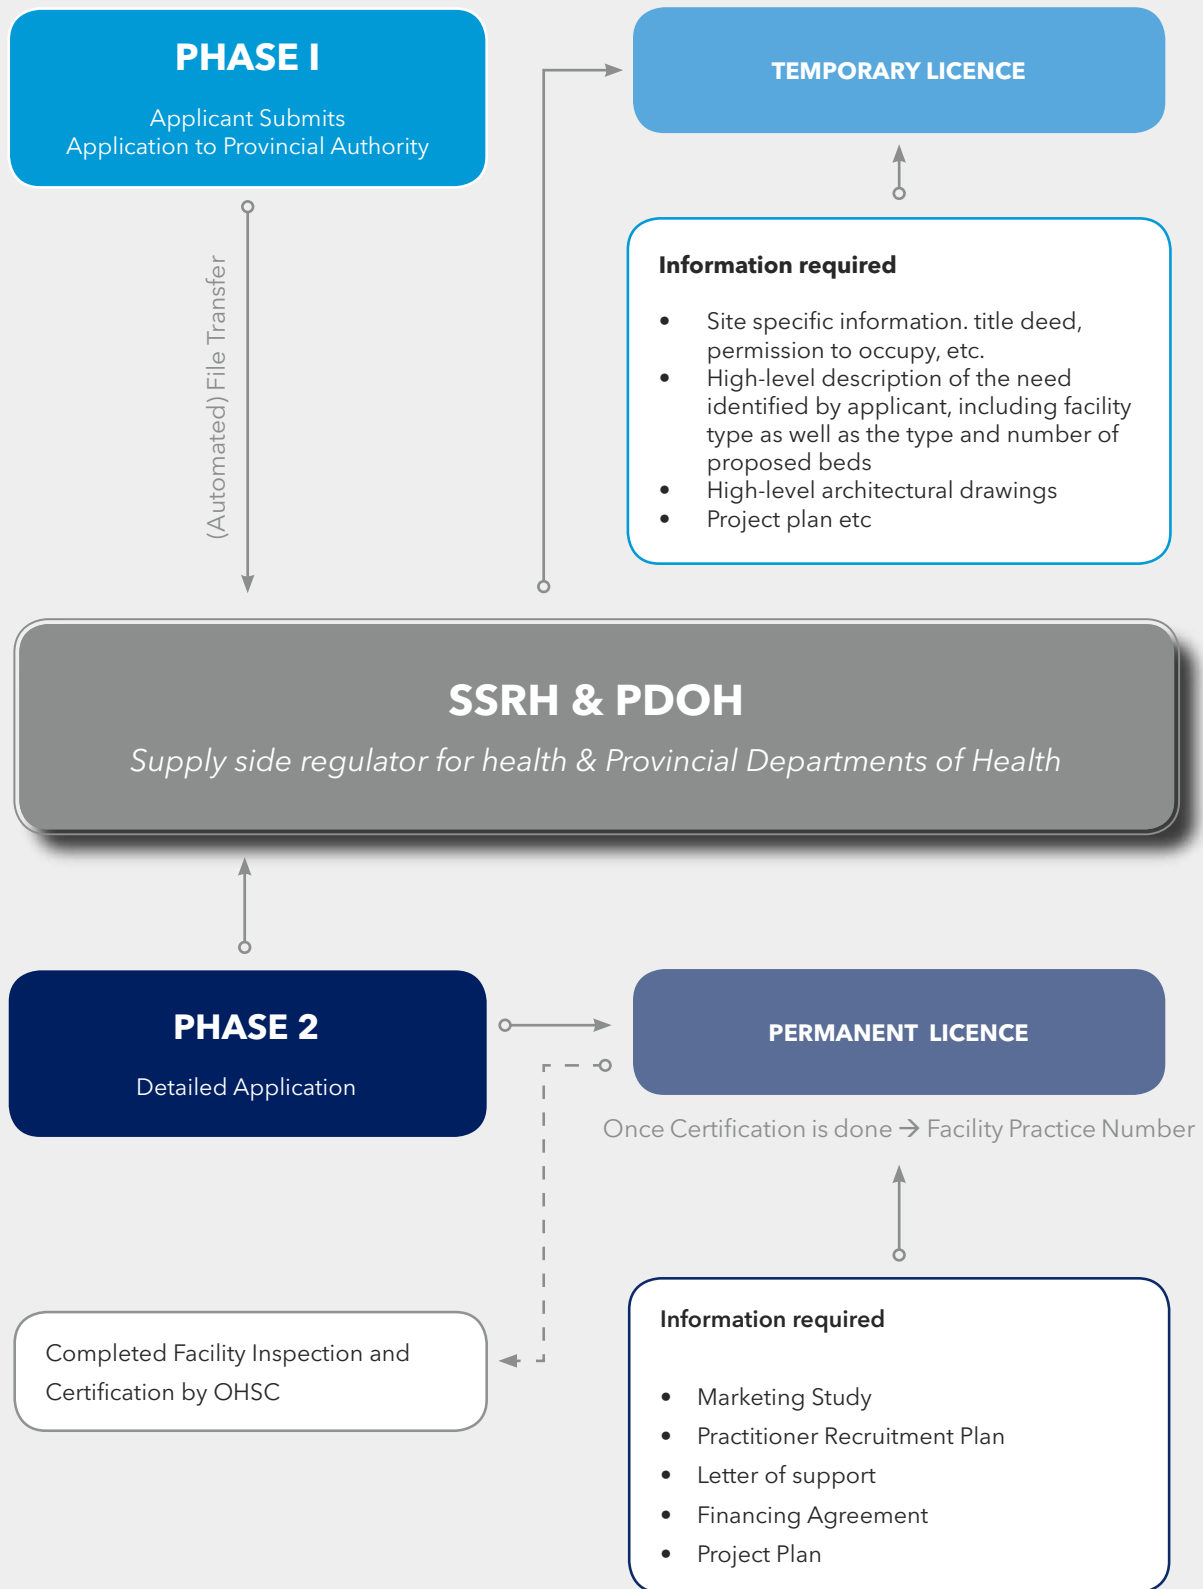 PHASE I
Applicant Submits
Application to Provincial Authority
TEMPORARY LICENCE
(Automated) File Transfer
Information required
• Site specific information. title deed,
permission to occupy, etc.
• High-level description of the need
identified by applicant, including facility
type as well as the type and number of
proposed beds
• High-level architectural drawings
• Project plan etc
SSRH & PDOH
Supply side regulator for health & Provincial Departments of Health
PHASE 2
Detailed Application
PERMANENT LICENCE
Once Certification is done → Facility Practice Number
Completed Facility Inspection and
Certification by OHSC
Information required
• Marketing Study
• Practitioner Recruitment Plan
• Letter of support
• Financing Agreement
• Project Plan